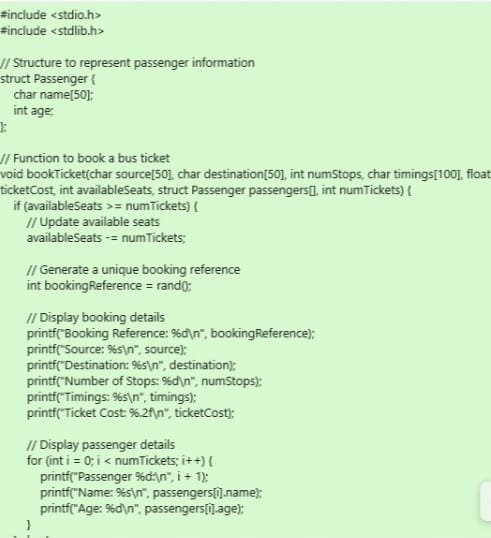 #include <stdio.h>
#include <stdlib.h>
// Structure to represent passenger information
struct Passenger {
char name[50];
int age;
};
// Function to book a bus ticket
void bookTicket(char source[50], char destination[50], int numStops, char timings[100], float
ticketCost, int availableSeats, struct Passenger passengers[], int numTickets) {
if (availableSeats >= numTickets) {
// Update available seats
availableSeats -= numTickets;
// Generate a unique booking reference
int bookingReference = rand();
// Display booking details
printf("Booking Reference: %d\n", bookingReference);
printf("Source: %s\n", source);
printf("Destination: %s\n", destination);
printf("Number of Stops: %d\n", numStops);
printf("Timings: %s\n", timings);
printf("Ticket Cost: %.2f\n", ticketCost);
// Display passenger details
for (int i = 0; i < numTickets; i++) {
printf("Passenger %d:\n", i + 1);
printf("Name: %s\n", passengers[i].name);
printf("Age: %d\n", passengers[i].age);
}